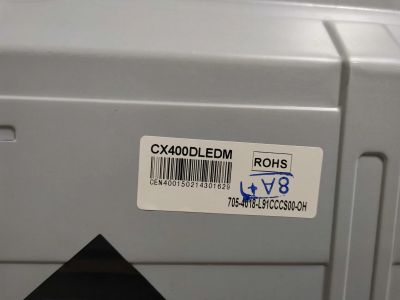 CX400DLEDM
ROHS
CEN400150214301629
8A+
705-4018-L91CCCS00-OH